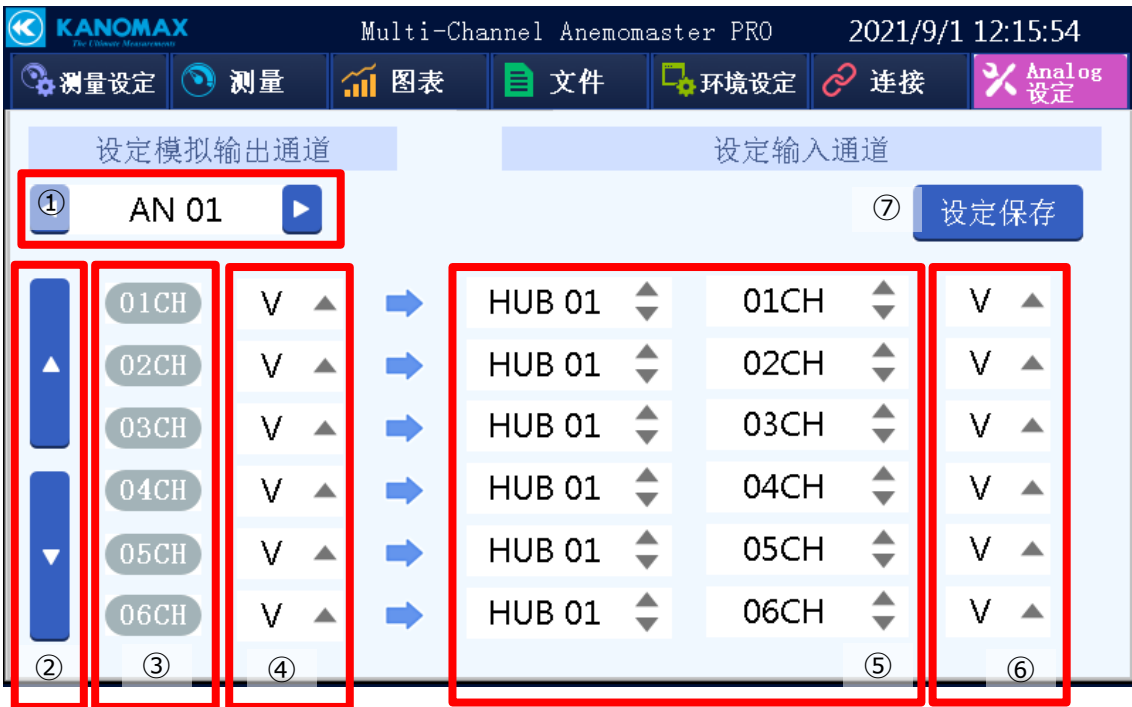 KANOMAX
The Ultimate Measurements
Multi-Channel Anemomaster PRO
2021/9/1 12:15:54
测量设定 测量 图表 文件 环境设定 连接 Analog 设定
设定模拟输出通道 设定输入通道
① AN 01 ⑦ 设定保存
01CH V HUB 01 01CH V
02CH V HUB 01 02CH V
03CH V HUB 01 03CH V
04CH V HUB 01 04CH V
05CH V HUB 01 05CH V
06CH V HUB 01 06CH V
② ③ ④ ⑤ ⑥